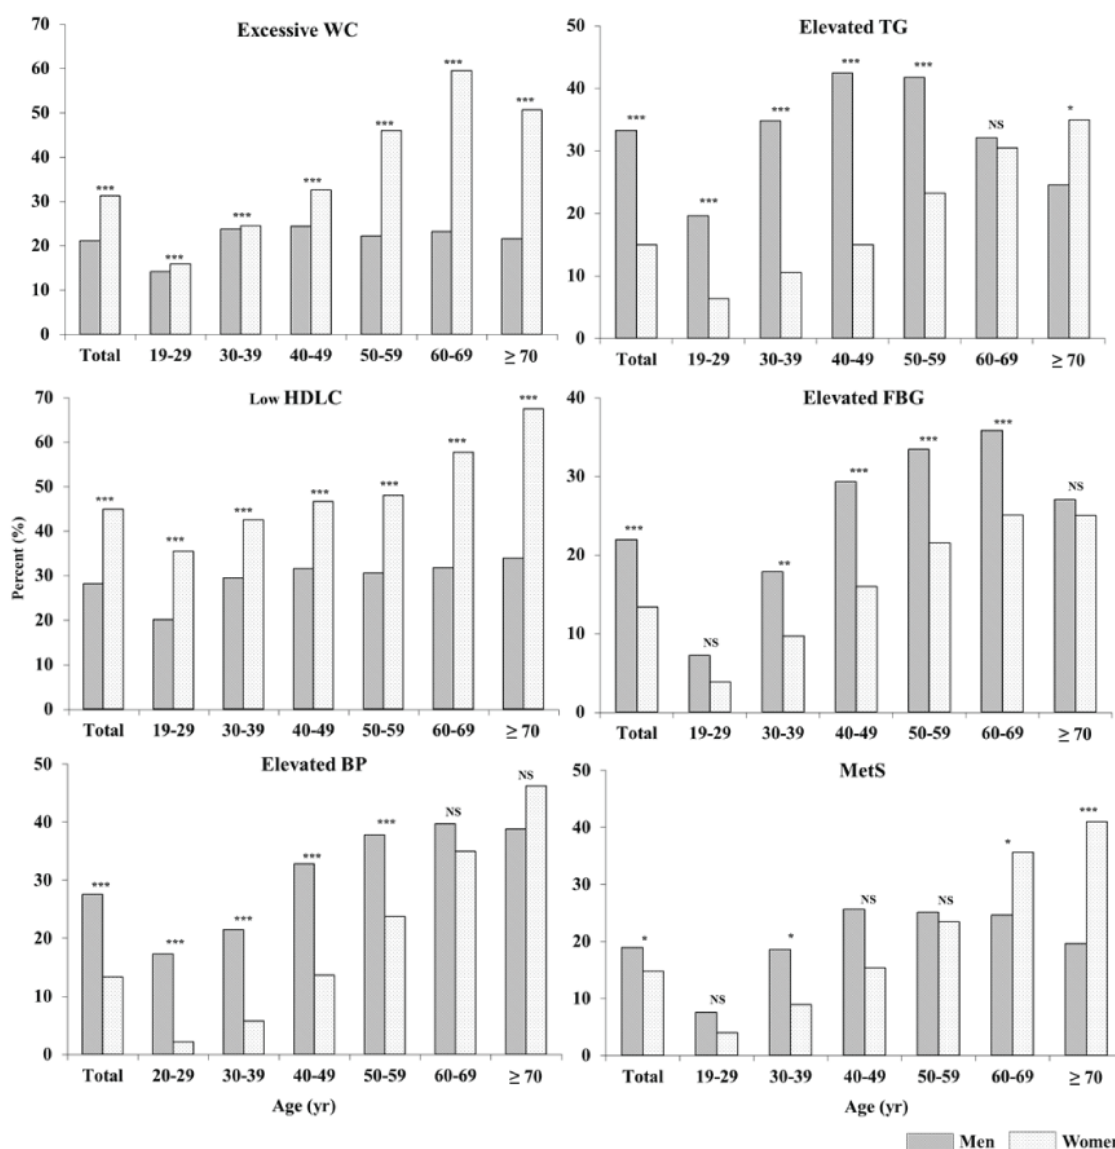 Excessive WC
70
60
50
40
30
20
10
0
*** *** *** *** *** *** ***
Total 19-29 30-39 40-49 50-59 60-69 ≥ 70
Elevated TG
50
40
30
20
10
0
*** *** *** *** *** NS *
Total 19-29 30-39 40-49 50-59 60-69 ≥ 70
Low HDLC
Percent (%)
70
60
50
40
30
20
10
0
*** *** *** *** *** *** ***
Total 19-29 30-39 40-49 50-59 60-69 ≥ 70
Elevated FBG
40
30
20
10
0
*** NS ** *** *** *** NS
Total 19-29 30-39 40-49 50-59 60-69 ≥ 70
Elevated BP
50
40
30
20
10
0
*** *** *** *** *** NS NS
Total 20-29 30-39 40-49 50-59 60-69 ≥ 70
Age (yr)
MetS
50
40
30
20
10
0
* NS * NS NS * ***
Total 19-29 30-39 40-49 50-59 60-69 ≥ 70
Age (yr)
Men Women